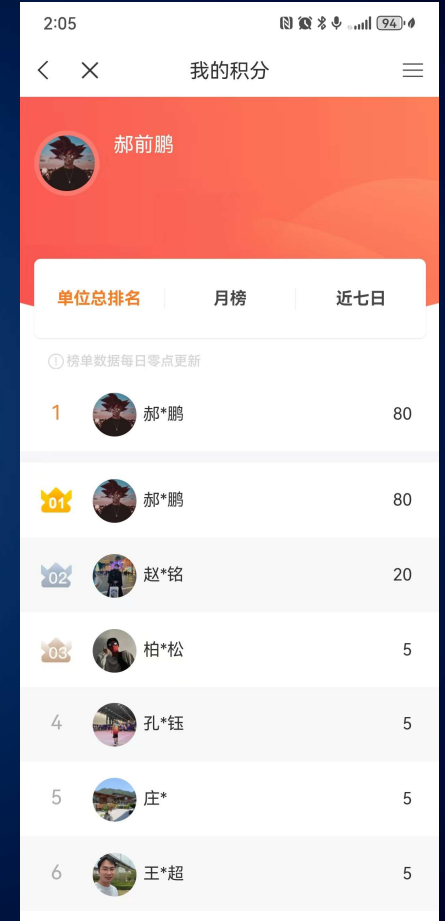 2:05 94
我的积分
郝前鹏
单位总排名 月榜 近七日
榜单数据每日零点更新
1 郝*鹏 80
01 郝*鹏 80
02 赵*铭 20
03 柏*松 5
4 孔*钰 5
5 庄* 5
6 王*超 5